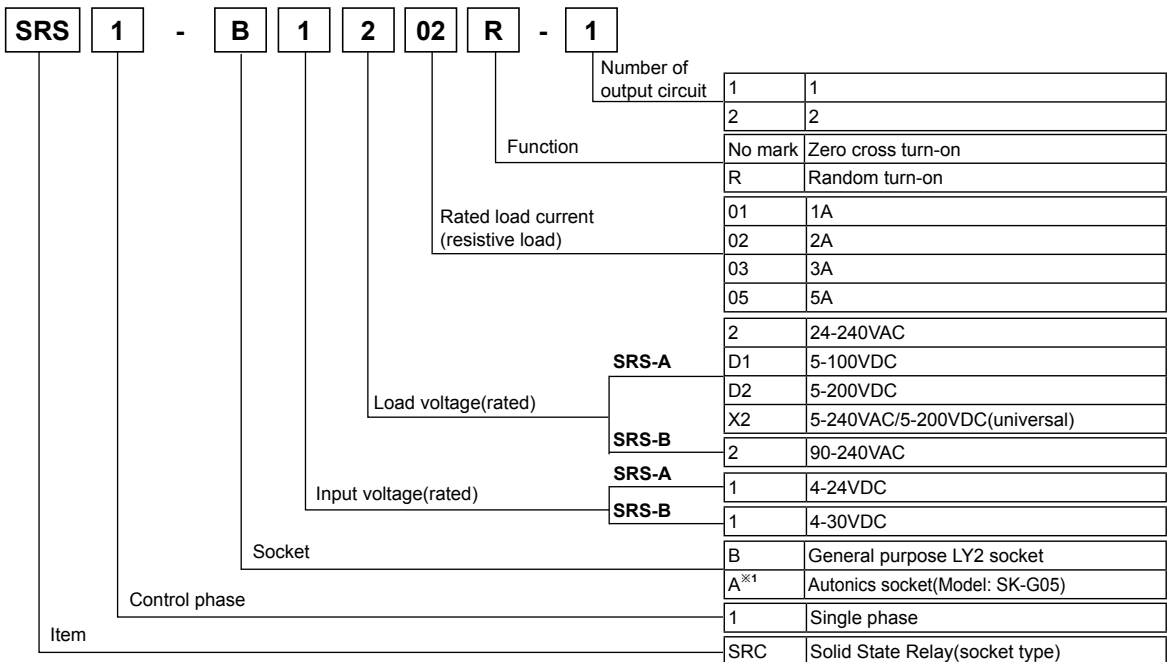 SRS 1 - B 1 2 02 R - 1
Number of
output circuit
1 1
2 2
Function
No mark Zero cross turn-on
R Random turn-on
Rated load current
(resistive load)
01 1A
02 2A
03 3A
05 5A
Load voltage(rated)
SRS-A
2 24-240VAC
D1 5-100VDC
D2 5-200VDC
X2 5-240VAC/5-200VDC(universal)
SRS-B
2 90-240VAC
Input voltage(rated)
SRS-A
1 4-24VDC
SRS-B
1 4-30VDC
Socket
B General purpose LY2 socket
A※1 Autonics socket(Model: SK-G05)
Control phase
1 Single phase
Item
SRC Solid State Relay(socket type)